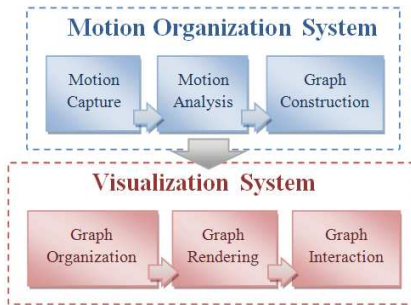 Motion Organization System
Motion Motion Graph
Capture Analysis Construction
Visualization System
Graph Graph Graph
Organization Rendering Interaction